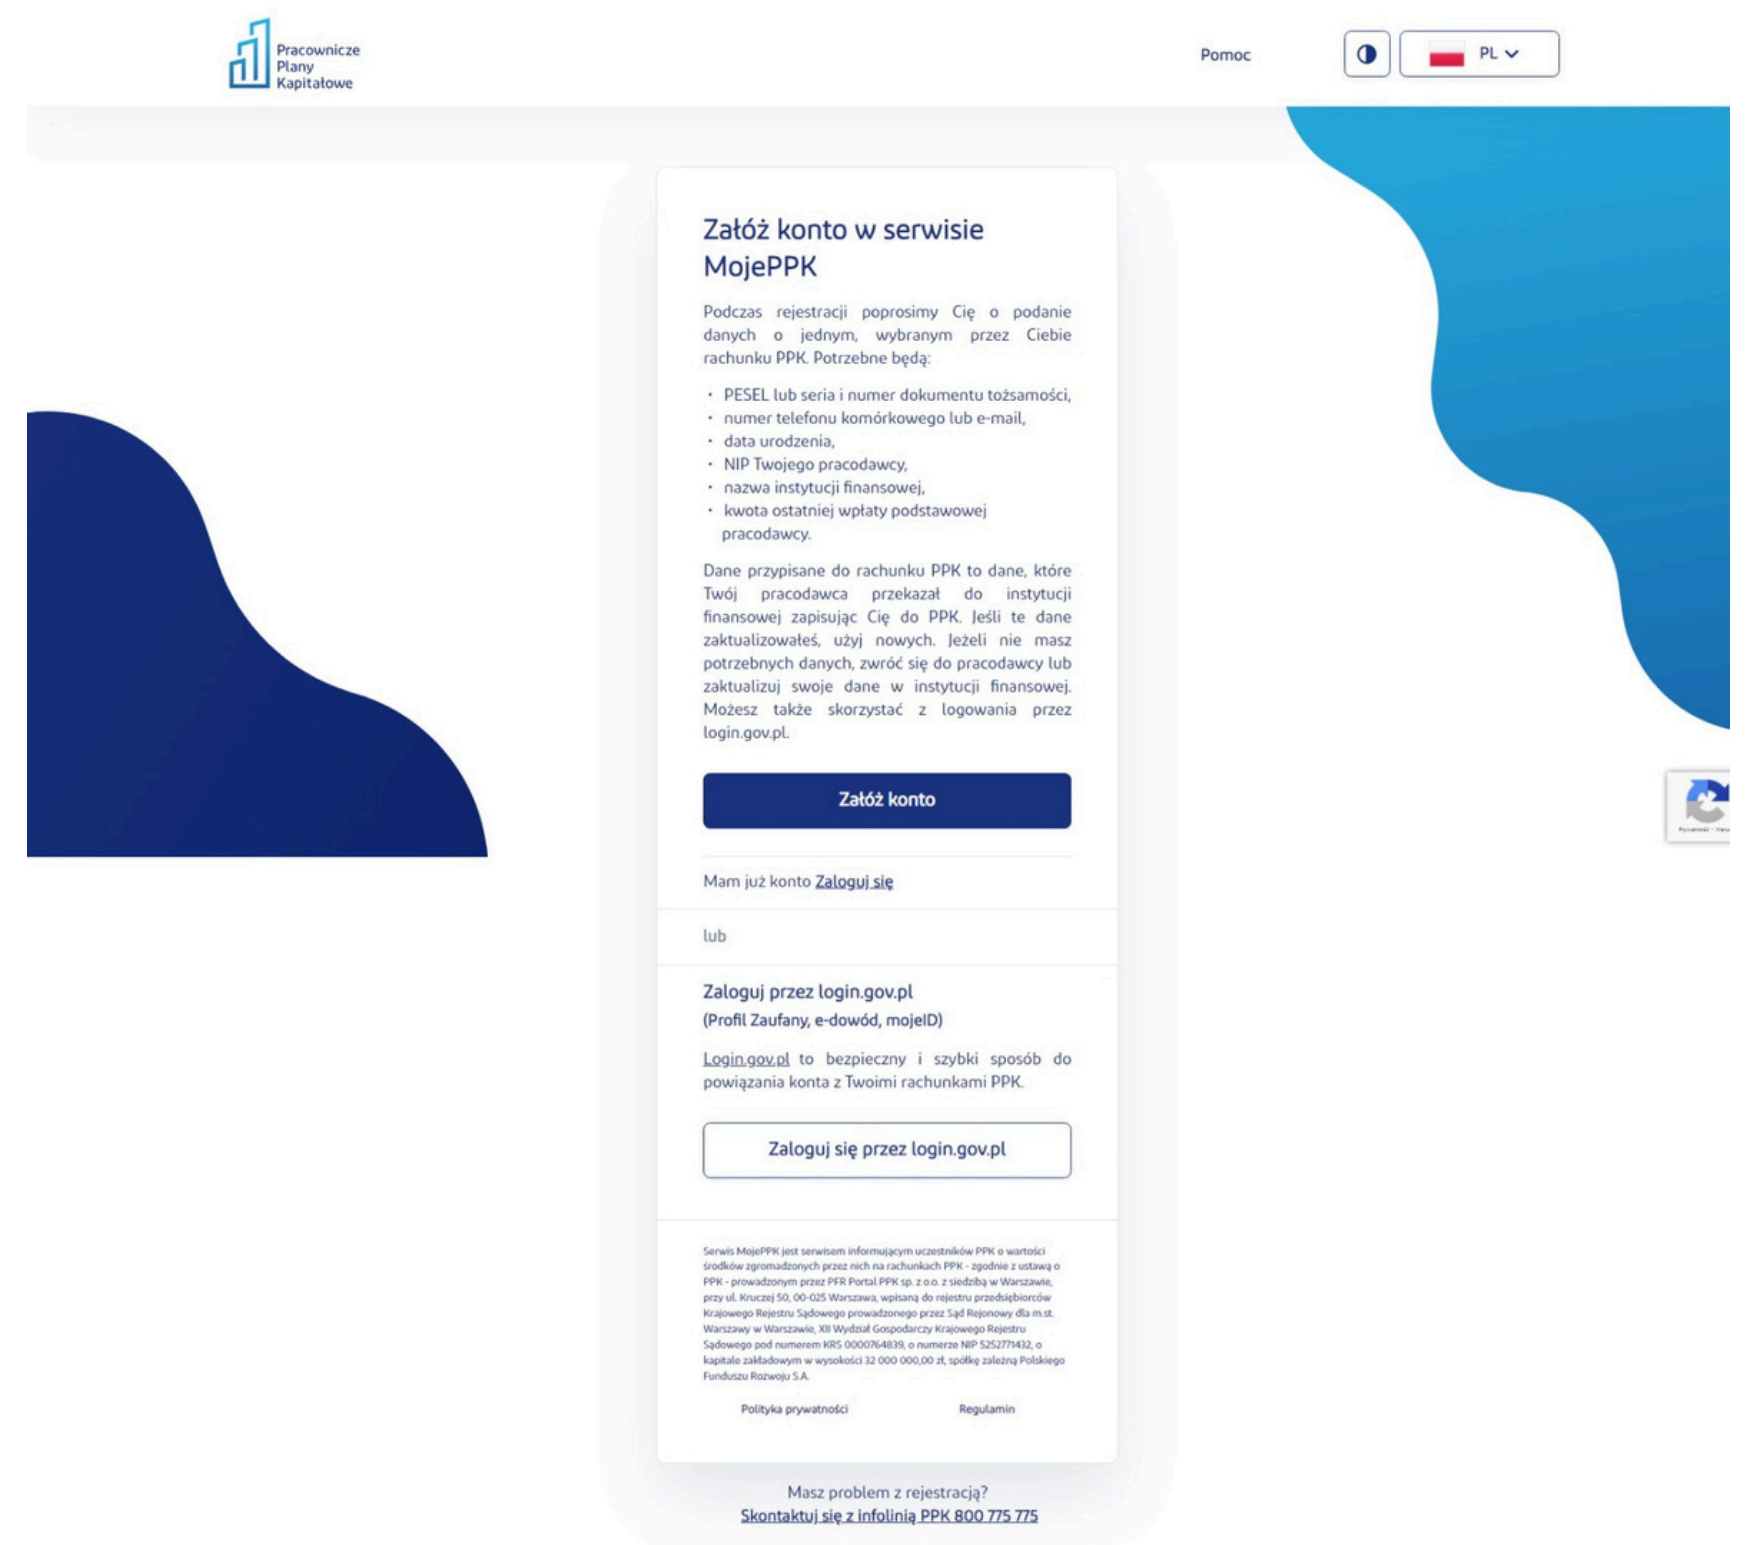 Pracownicze
Plany
Kapitałowe
Pomoc
PL
Załóż konto w serwisie
MojePPK
Podczas rejestracji poprosimy Cię o podanie
danych o jednym, wybranym przez Ciebie
rachunku PPK. Potrzebne będą:
• PESEL lub seria i numer dokumentu tożsamości,
• numer telefonu komórkowego lub e-mail,
• data urodzenia,
• NIP Twojego pracodawcy,
• nazwa instytucji finansowej,
• kwota ostatniej wpłaty podstawowej
pracodawcy.
Dane przypisane do rachunku PPK to dane, które
Twój pracodawca przekazał do instytucji
finansowej zapisując Cię do PPK. Jeśli te dane
zaktualizowałeś, użyj nowych. Jeżeli nie masz
potrzebnych danych, zwróć się do pracodawcy lub
zaktualizuj swoje dane w instytucji finansowej.
Możesz także skorzystać z logowania przez
login.gov.pl.
Załóż konto
Mam już konto Zaloguj się
lub
Zaloguj przez login.gov.pl
(Profil Zaufany, e-dowód, mojeID)
Login.gov.pl to bezpieczny i szybki sposób do
powiązania konta z Twoimi rachunkami PPK.
Zaloguj się przez login.gov.pl
Serwis MojePPK jest serwisem informującym uczestników PPK o wartości
środków zgromadzonych przez nich na rachunkach PPK - zgodnie z ustawą o
PPK - prowadzonym przez PFR Portal PPK sp. z o.o. z siedzibą w Warszawie,
przy ul. Kruczej 50, 00-025 Warszawa, wpisaną do rejestru przedsiębiorców
Krajowego Rejestru Sądowego prowadzonego przez Sąd Rejonowy dla m.st.
Warszawy w Warszawie, XII Wydział Gospodarczy Krajowego Rejestru
Sądowego pod numerem KRS 0000764839, o numerze NIP 5252771432, o
kapitale zakładowym w wysokości 32 000 000,00 zł, spółkę zależną Polskiego
Funduszu Rozwoju S.A.
Polityka prywatności
Regulamin
Masz problem z rejestracją?
Skontaktuj się z infolinią PPK 800 775 775